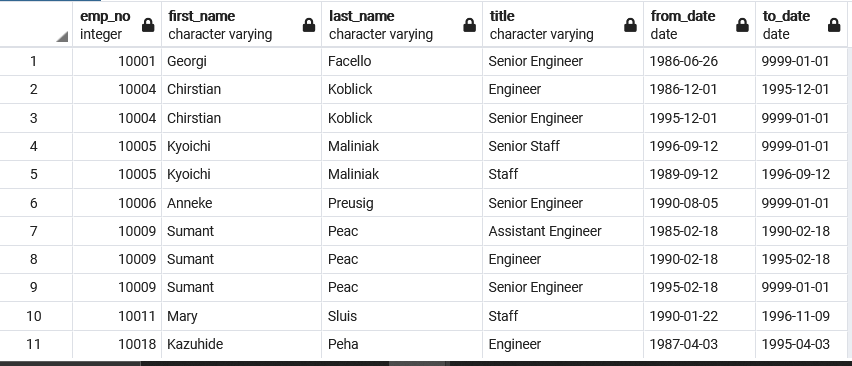 emp_no first_name last_name title from_date to_date
integer character varying character varying character varying date date
1 10001 Georgi Facello Senior Engineer 1986-06-26 9999-01-01
2 10004 Chirstian Koblick Engineer 1986-12-01 1995-12-01
3 10004 Chirstian Koblick Senior Engineer 1995-12-01 9999-01-01
4 10005 Kyoichi Maliniak Senior Staff 1996-09-12 9999-01-01
5 10005 Kyoichi Maliniak Staff 1989-09-12 1996-09-12
6 10006 Anneke Preusig Senior Engineer 1990-08-05 9999-01-01
7 10009 Sumant Peac Assistant Engineer 1985-02-18 1990-02-18
8 10009 Sumant Peac Engineer 1990-02-18 1995-02-18
9 10009 Sumant Peac Senior Engineer 1995-02-18 9999-01-01
10 10011 Mary Sluis Staff 1990-01-22 1996-11-09
11 10018 Kazuhide Peha Engineer 1987-04-03 1995-04-03